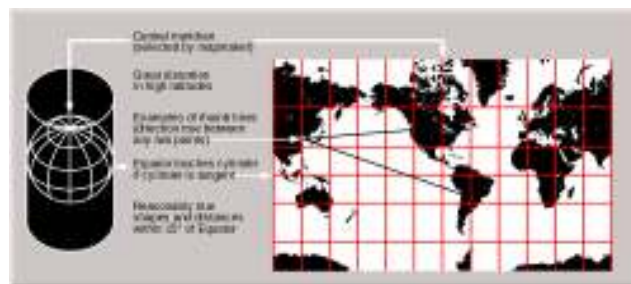 Central meridian
(selected by mapmaker)
Great distortion
in high latitudes
Examples of rhumb lines
(direction true between
any two points)
Equator touches cylinder
if cylinder is tangent
Reasonably true
shapes and distances
within 15° of Equator